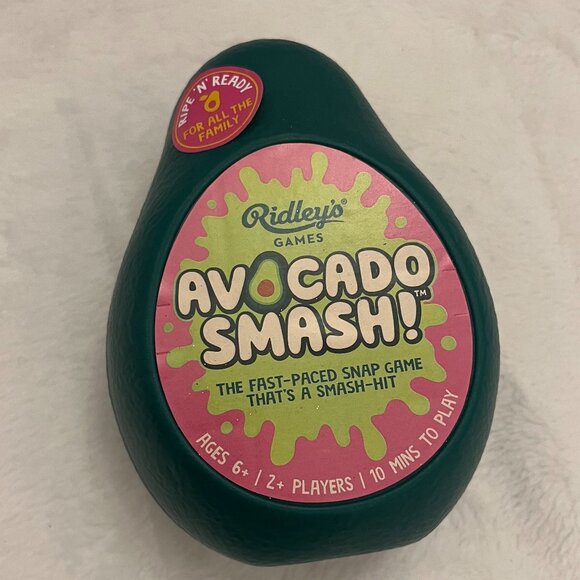 RIPE 'N' READY
FOR ALL THE
FAMILY
Ridley's®
GAMES
AVOCADO
SMASH!™
THE FAST-PACED SNAP GAME
THAT'S A SMASH-HIT
AGES 6+ | 2+ PLAYERS | 10 MINS TO PLAY